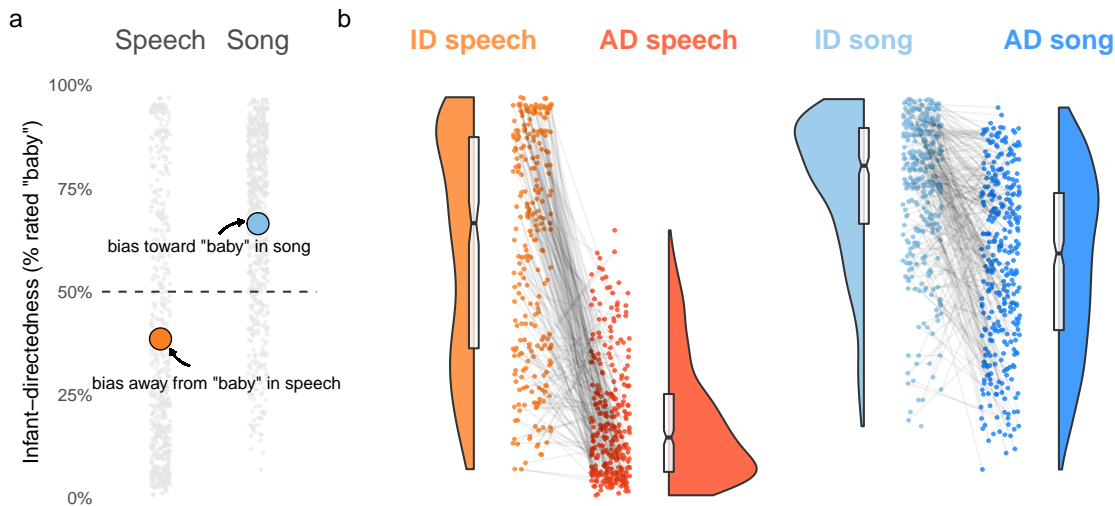 a
b
Speech Song
ID speech
AD speech
ID song
AD song
Infant−directedness (% rated "baby")
100%
75%
50%
25%
0%
bias toward "baby" in song
bias away from "baby" in speech